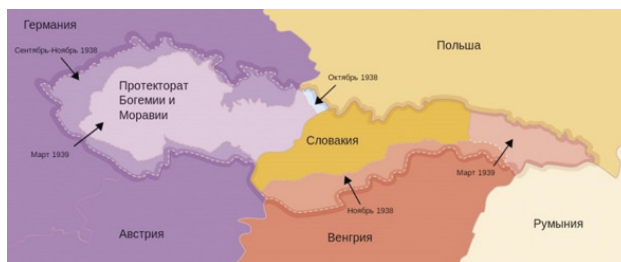 Германия
Сентябрь-Ноябрь 1938
Польша
Октябрь 1938
Протекторат
Богемии и
Моравии
Словакия
Март 1939
Март 1939
Ноябрь 1938
Австрия
Венгрия
Румыния